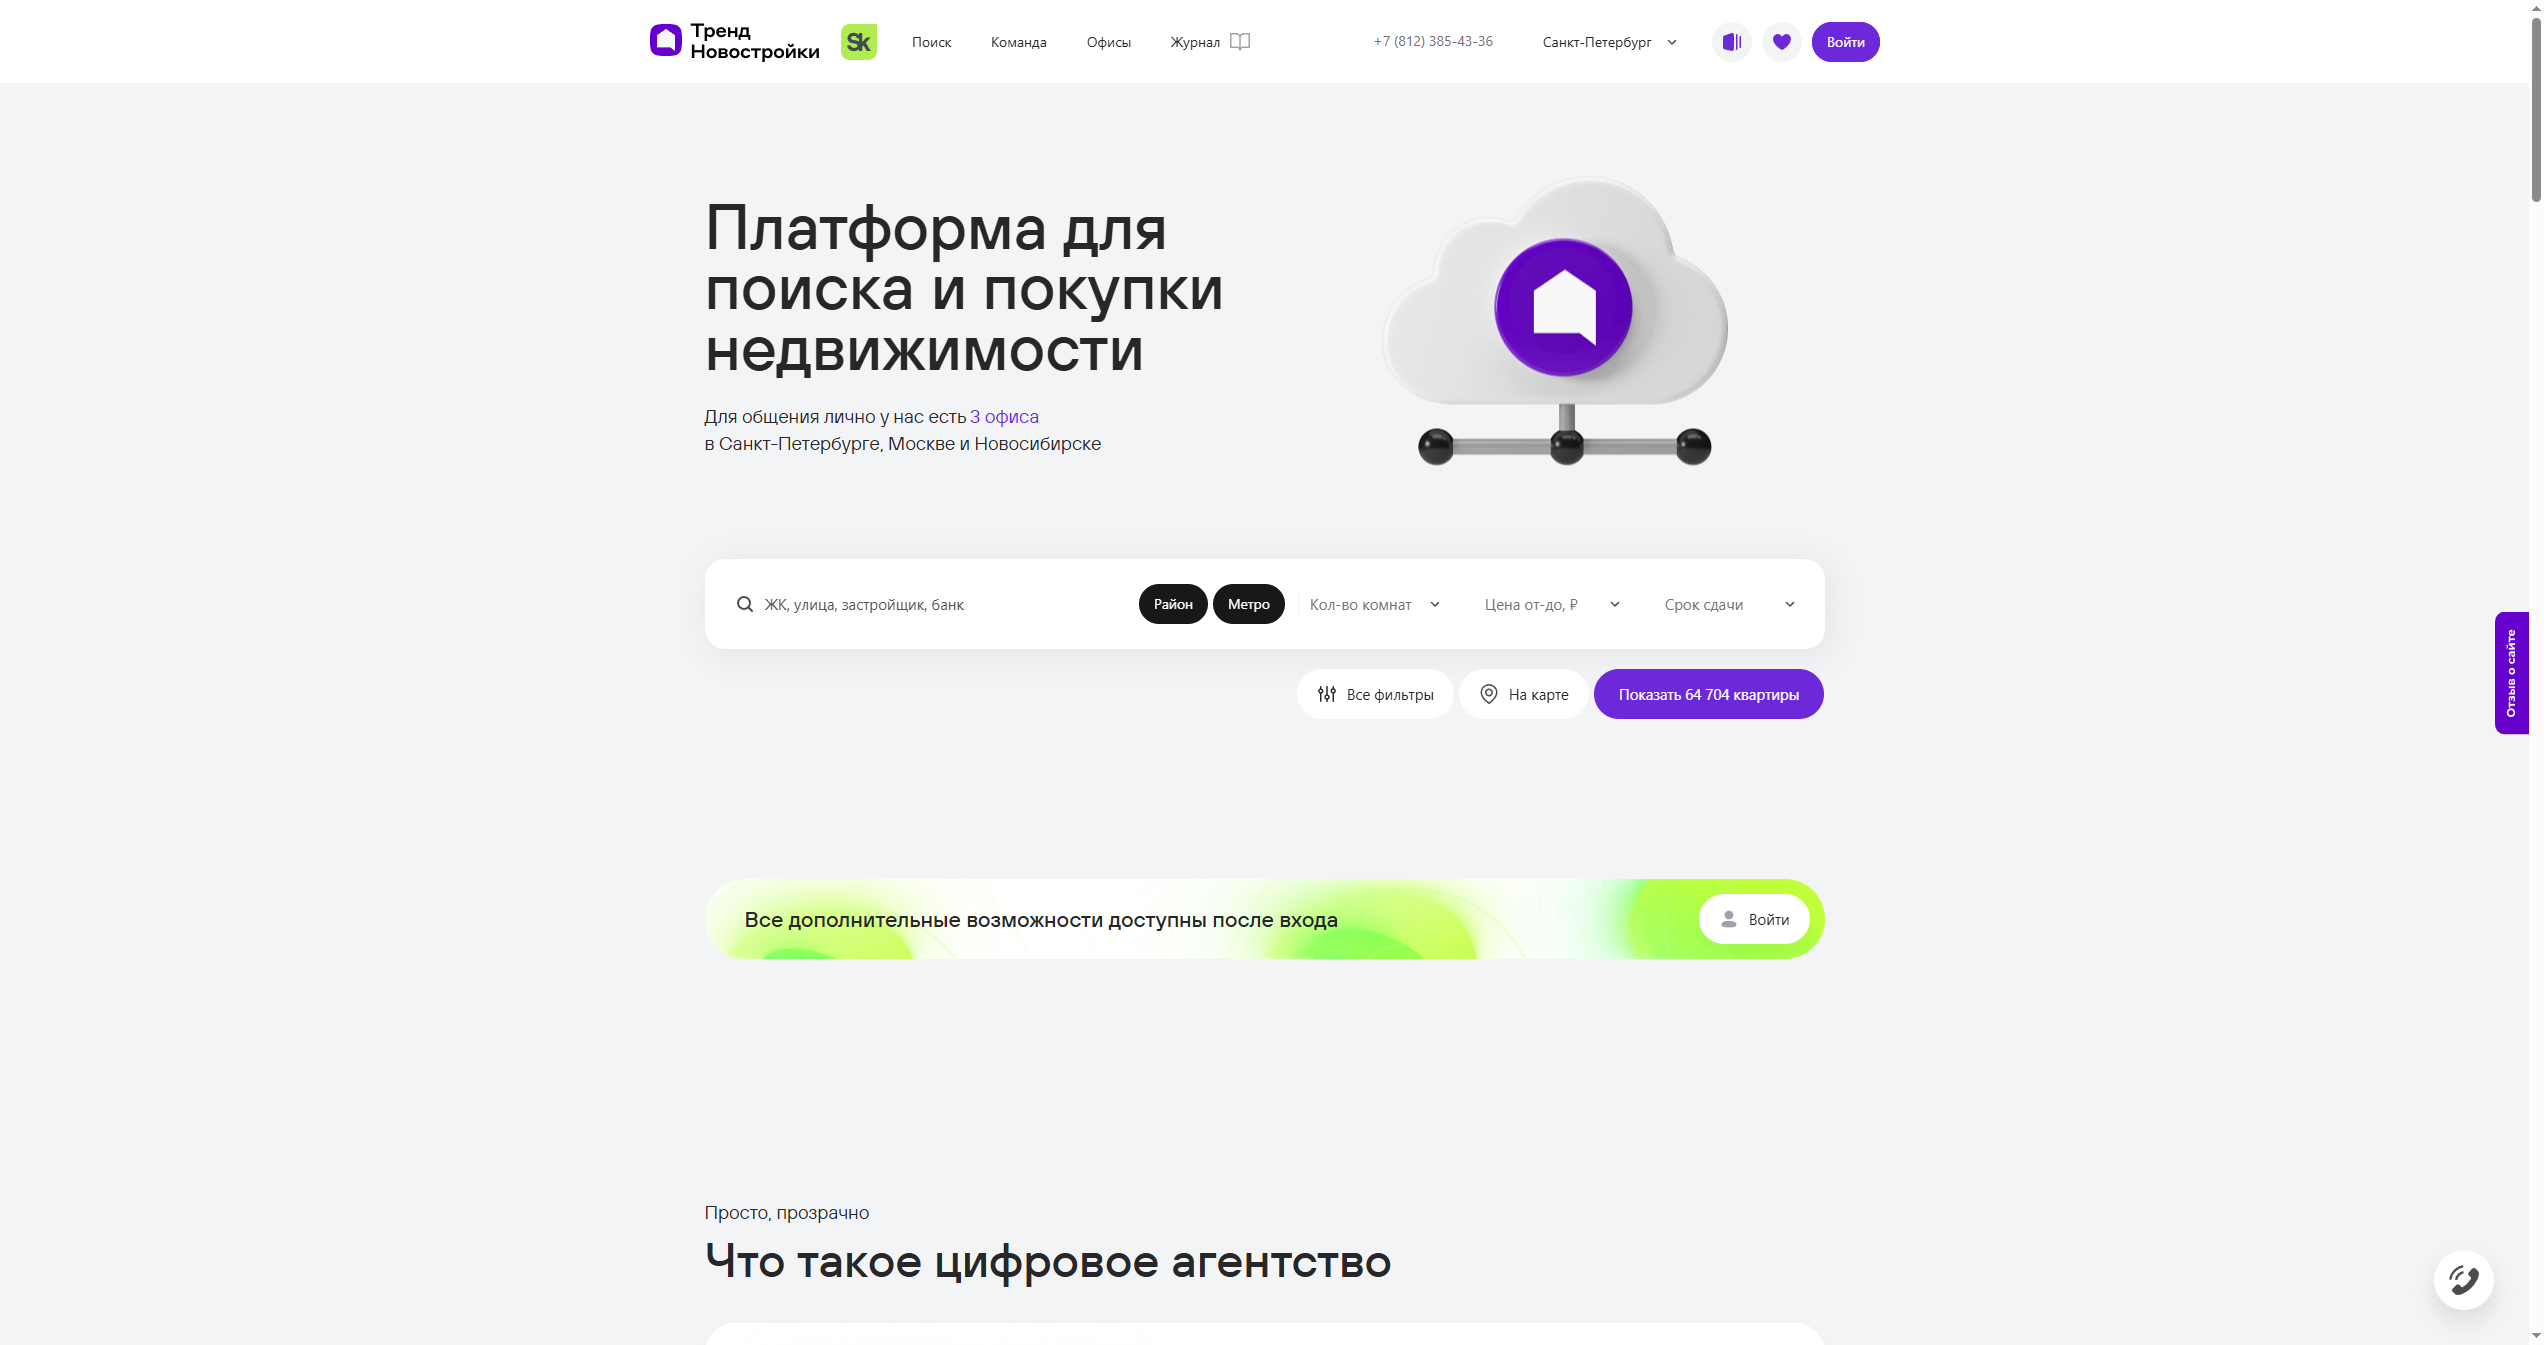 Тренд
Новостройки
Sk
Поиск
Команда
Офисы
Журнал
+7 (812) 385-43-36
Санкт-Петербург
Войти
Платформа для
поиска и покупки
недвижимости
Для общения лично у нас есть 3 офиса
в Санкт-Петербурге, Москве и Новосибирске
ЖК, улица, застройщик, банк
Район
Метро
Кол-во комнат
Цена от-до, ₽
Срок сдачи
Все фильтры
На карте
Показать 64 704 квартиры
Отзыв о сайте
Все дополнительные возможности доступны после входа
Войти
Просто, прозрачно
Что такое цифровое агентство